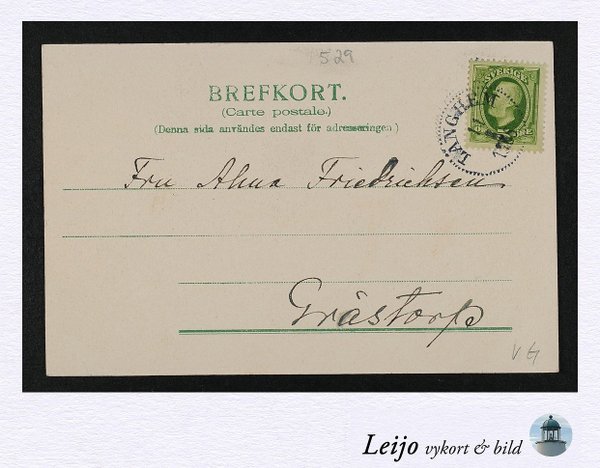 529
BREFKORT.
(Carte postale.)
(Denna sida användes endast för adresseringen.)
SVERIGE
LÅNGHEM
Fru Alma Friedrichsen
Grästorp
VG
Leijo vykort & bild